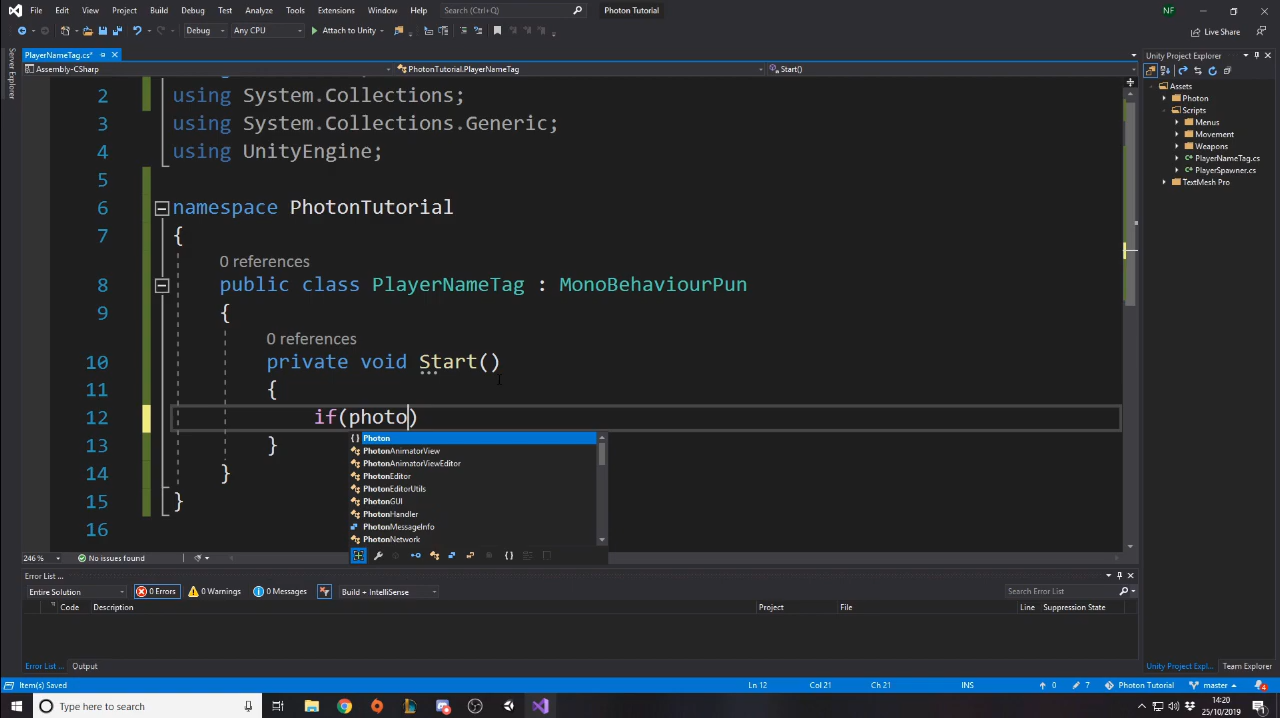 File Edit View Project Build Debug Test Analyze Tools Extensions Window Help Search (Ctrl+Q) Photon Tutorial NF
Debug Any CPU Attach to Unity Live Share
Server Explorer
PlayerNameTag.cs*
Assembly-CSharp PhotonTutorial.PlayerNameTag Start()
2 using System.Collections;
3 using System.Collections.Generic;
4 using UnityEngine;
5
6 namespace PhotonTutorial
7 {
0 references
8 public class PlayerNameTag : MonoBehaviourPun
9 {
0 references
10 private void Start()
11 {
12 if(photo)
13 }
14 }
15 }
16
Photon
PhotonAnimatorView
PhotonAnimatorViewEditor
PhotonEditor
PhotonEditorUtils
PhotonGUI
PhotonHandler
PhotonMessageInfo
PhotonNetwork
246 % No issues found
Unity Project Explorer
Assets
Photon
Scripts
Menus
Movement
Weapons
PlayerNameTag.cs
PlayerSpawner.cs
TextMesh Pro
Error List ...
Entire Solution 0 Errors 0 Warnings 0 Messages Build + IntelliSense Search Error List
Code Description Project File Line Suppression State
Error List ... Output Unity Project Expl... Team Explorer
Item(s) Saved Ln 12 Col 21 Ch 21 INS 0 7 Photon Tutorial master 4
Type here to search 14:20
25/10/2019